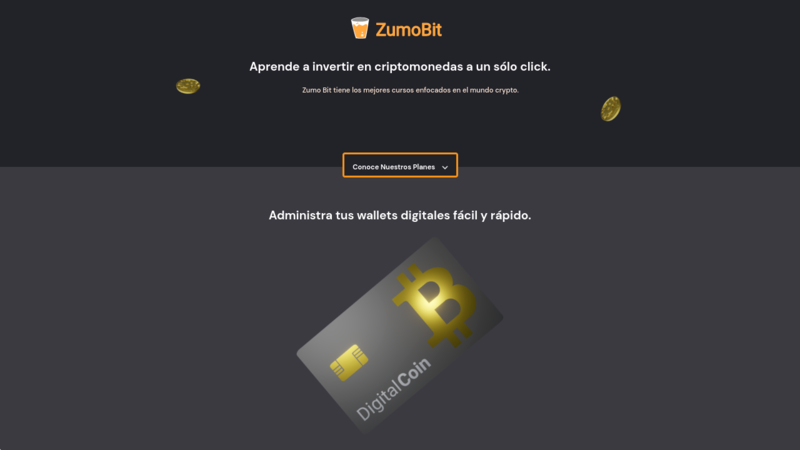 ZumoBit
Aprende a invertir en criptomonedas a un sólo click.
Zumo Bit tiene los mejores cursos enfocados en el mundo crypto.
Conoce Nuestros Planes
Administra tus wallets digitales fácil y rápido.
DigitalCoin